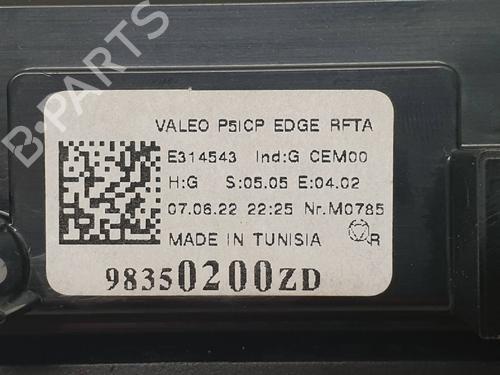 VALEO P5ICP EDGE RFTA
E314543 Ind:G CEM00
H:G S:05.05 E:04.02
07.06.22 22:25 Nr.M0785
MADE IN TUNISIA R
98350200ZD
B-PARTS